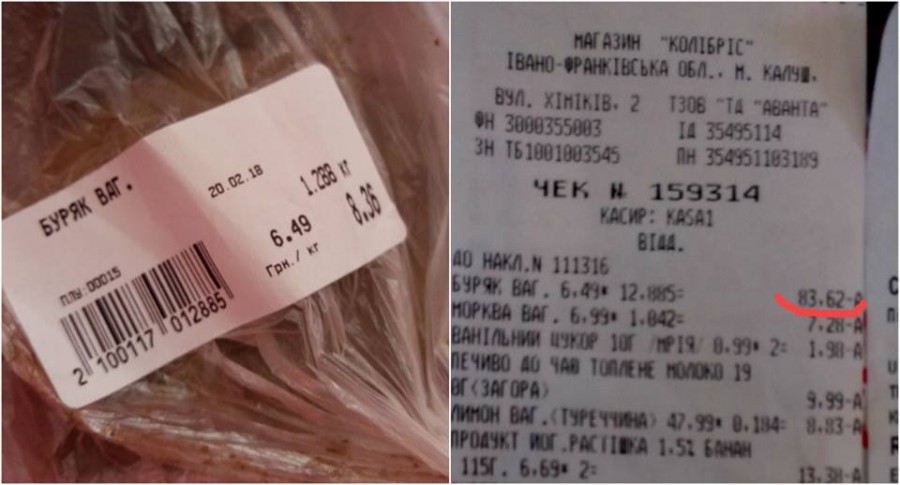 БУРЯК ВАГ.
20.02.18
1.288 кг
6.49
8.36
Грн./ кг
ПЛУ:00015
2 100117 012885
МАГАЗИН "КОЛІБРІС"
ІВАНО-ФРАНКІВСЬКА ОБЛ., М. КАЛУШ,
ВУЛ. ХІМІКІВ, 2 ТЗОВ "ТД "АВАНТА"
ФН 3000355003 ІД 35495114
ЗН ТБ1001003545 ПН 354951103189
ЧЕК № 159314
КАСИР: KASA1
ВІДД.
ДО НАКЛ.N 111316
БУРЯК ВАГ. 6.49* 12.885= 83.62-А
МОРКВА ВАГ. 6.99* 1.042= 7.28-А
ВАНІЛЬНИЙ ЦУКОР 10Г /МРІЯ/ 0.99* 2= 1.98-А
ПЕЧИВО ДО ЧАЮ ТОПЛЕНЕ МОЛОКО 19
0Г(ЗАГОРА) 9.99-А
ЛИМОН ВАГ.(ТУРЕЧЧИНА) 47.99* 0.184= 8.83-А
ПРОДУКТ ЙОГ.РАСТІШКА 1.5% БАНАН
115Г. 6.69* 2= 13.38-А